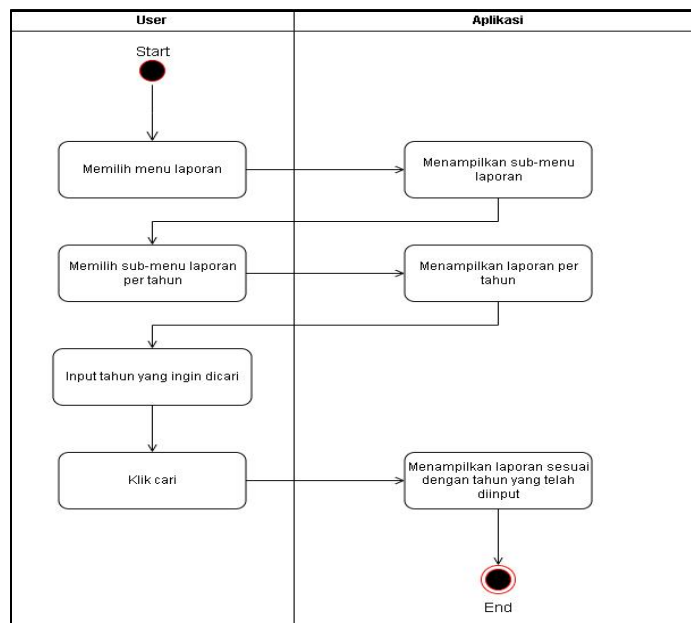 User
Aplikasi
Start
Memilih menu laporan
Menampilkan sub-menu
laporan
Memilih sub-menu laporan
per tahun
Menampilkan laporan per
tahun
Input tahun yang ingin dicari
Klik cari
Menampilkan laporan sesuai
dengan tahun yang telah
diinput
End